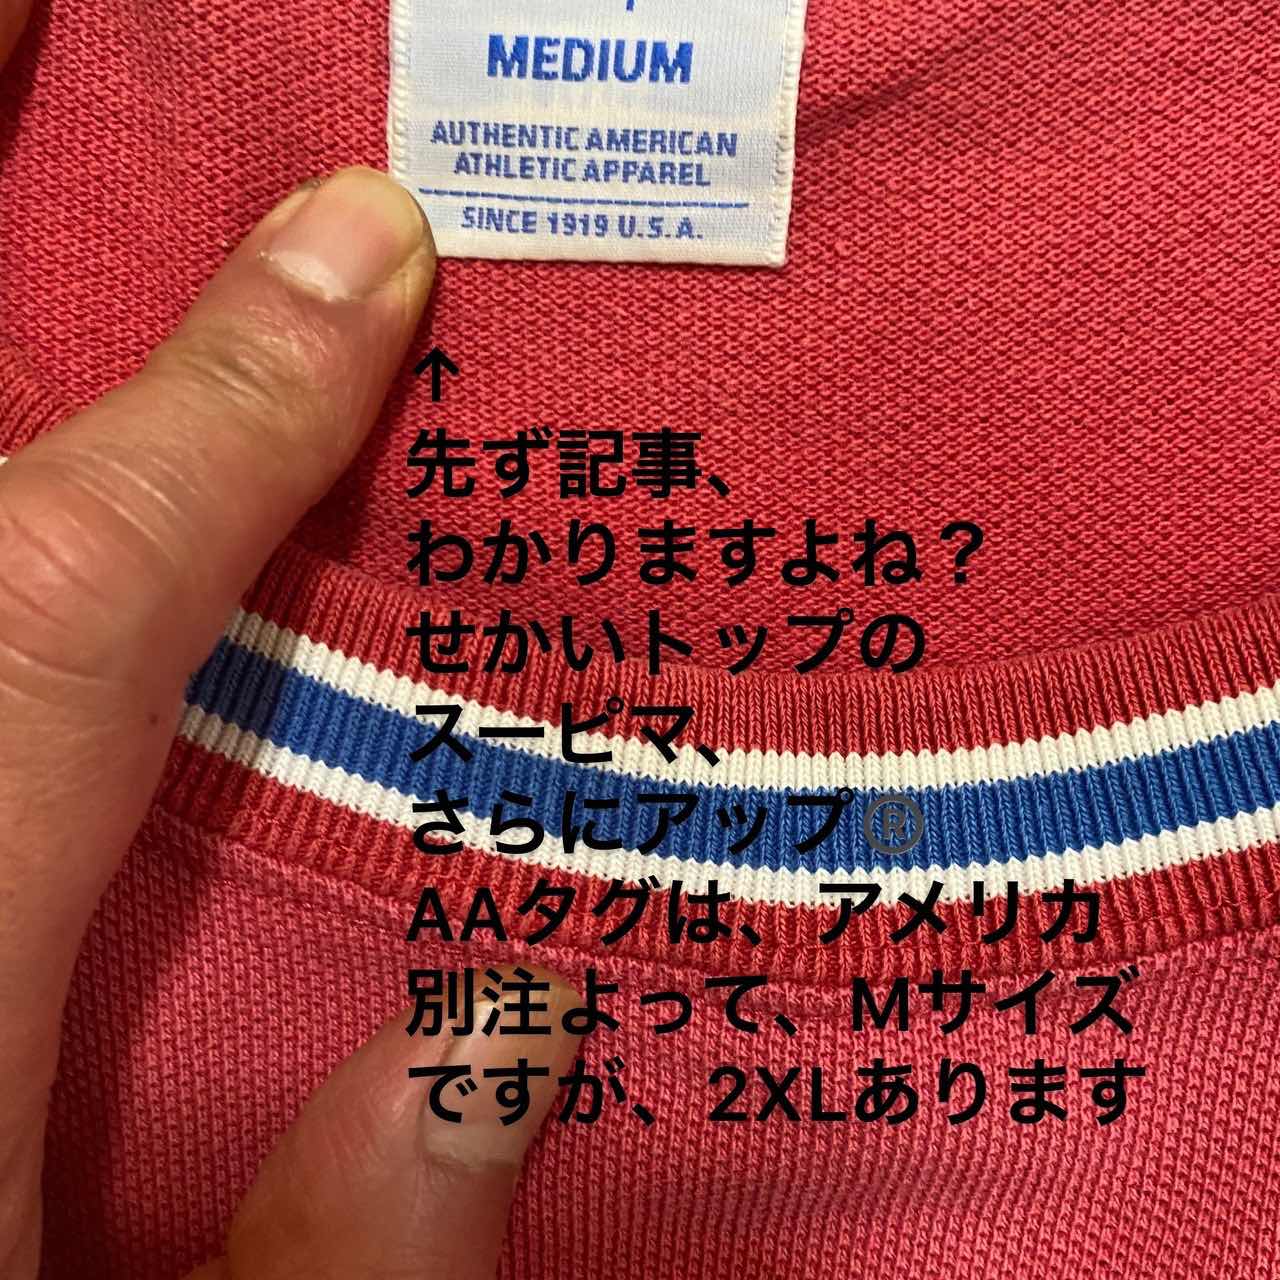 MEDIUM
AUTHENTIC AMERICAN
ATHLETIC APPAREL
SINCE 1919 U.S.A.
↑
先ず記事、
わかりますよね？
せかいトップの
スーピマ、
さらにアップ®
AAタグは、アメリカ
別注よって、Mサイズ
ですが、2XLあります